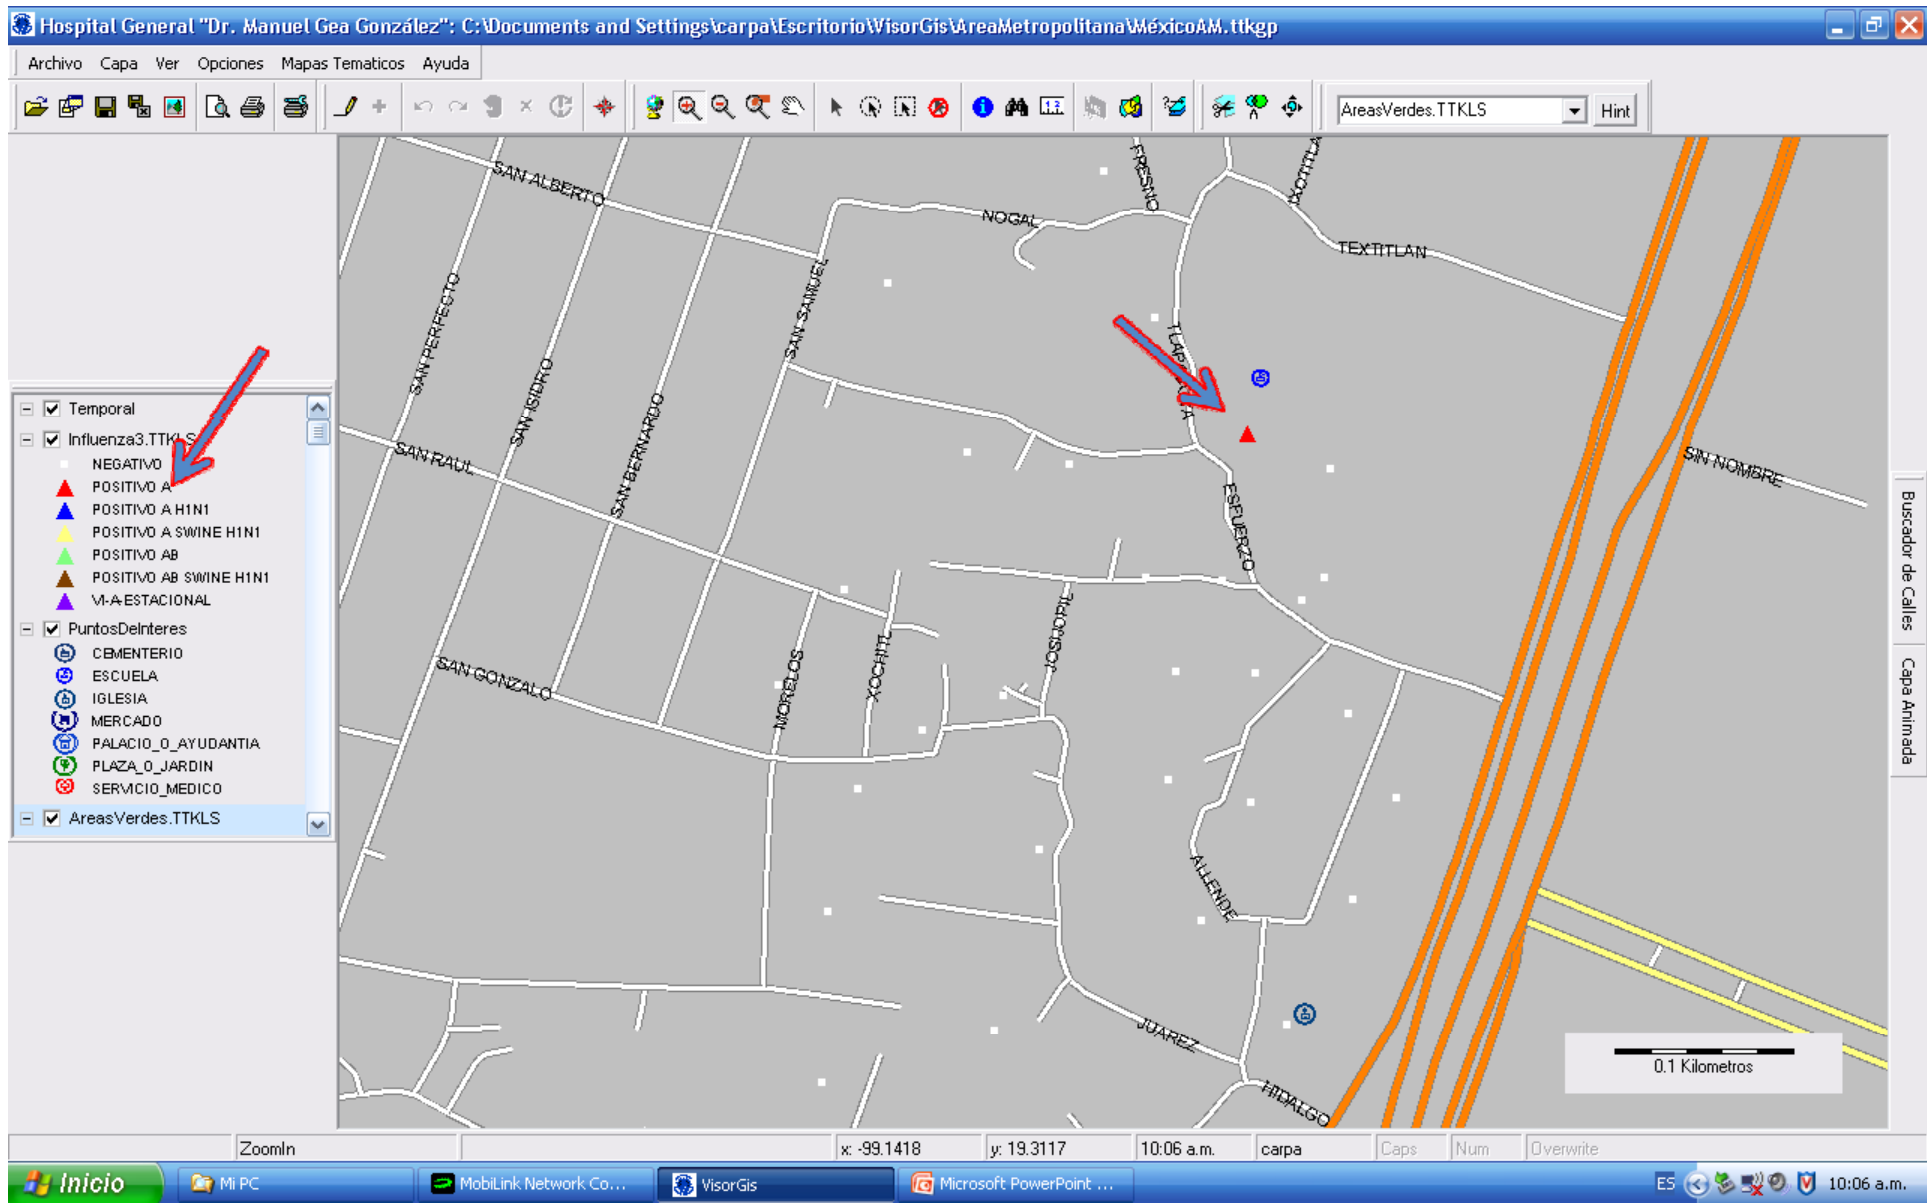 Hospital General "Dr. Manuel Gea González": C:\Documents and Settings\carpa\Escritorio\VisorGis\AreaMetropolitana\MéxicoAM.ttkgp
Archivo Capa Ver Opciones Mapas Tematicos Ayuda
AreasVerdes.TTKLS Hint
SAN ALBERTO
FRESNO
NOGAL
TEXTITLAN
SAN PERFECTO
SAN SAMUEL
SAN ISIDRO
SAN BERNARDO
SAN RAUL
ESFUERZO
SIN NOMBRE
JOSIJOPIL
MORELOS
XOCHITL
SAN GONZALO
ALLENDE
JUAREZ
HIDALGO
0.1 Kilometros
Temporal
NEGATIVO
POSITIVO A
POSITIVO A H1N1
POSITIVO A SWINE H1N1
POSITIVO AB
POSITIVO AB SWINE H1N1
VI-A-ESTACIONAL
PuntosDeInteres
CEMENTERIO
ESCUELA
IGLESIA
MERCADO
PALACIO_O_AYUDANTIA
PLAZA_O_JARDIN
SERVICIO_MEDICO
AreasVerdes.TTKLS
Buscador de Calles
Capa Animada
ZoomIn x: -99.1418 y: 19.3117 10:06 a.m. carpa Caps Num Overwrite
Inicio Mi PC MobiLink Network Co... VisorGis Microsoft PowerPoint ... ES 10:06 a.m.